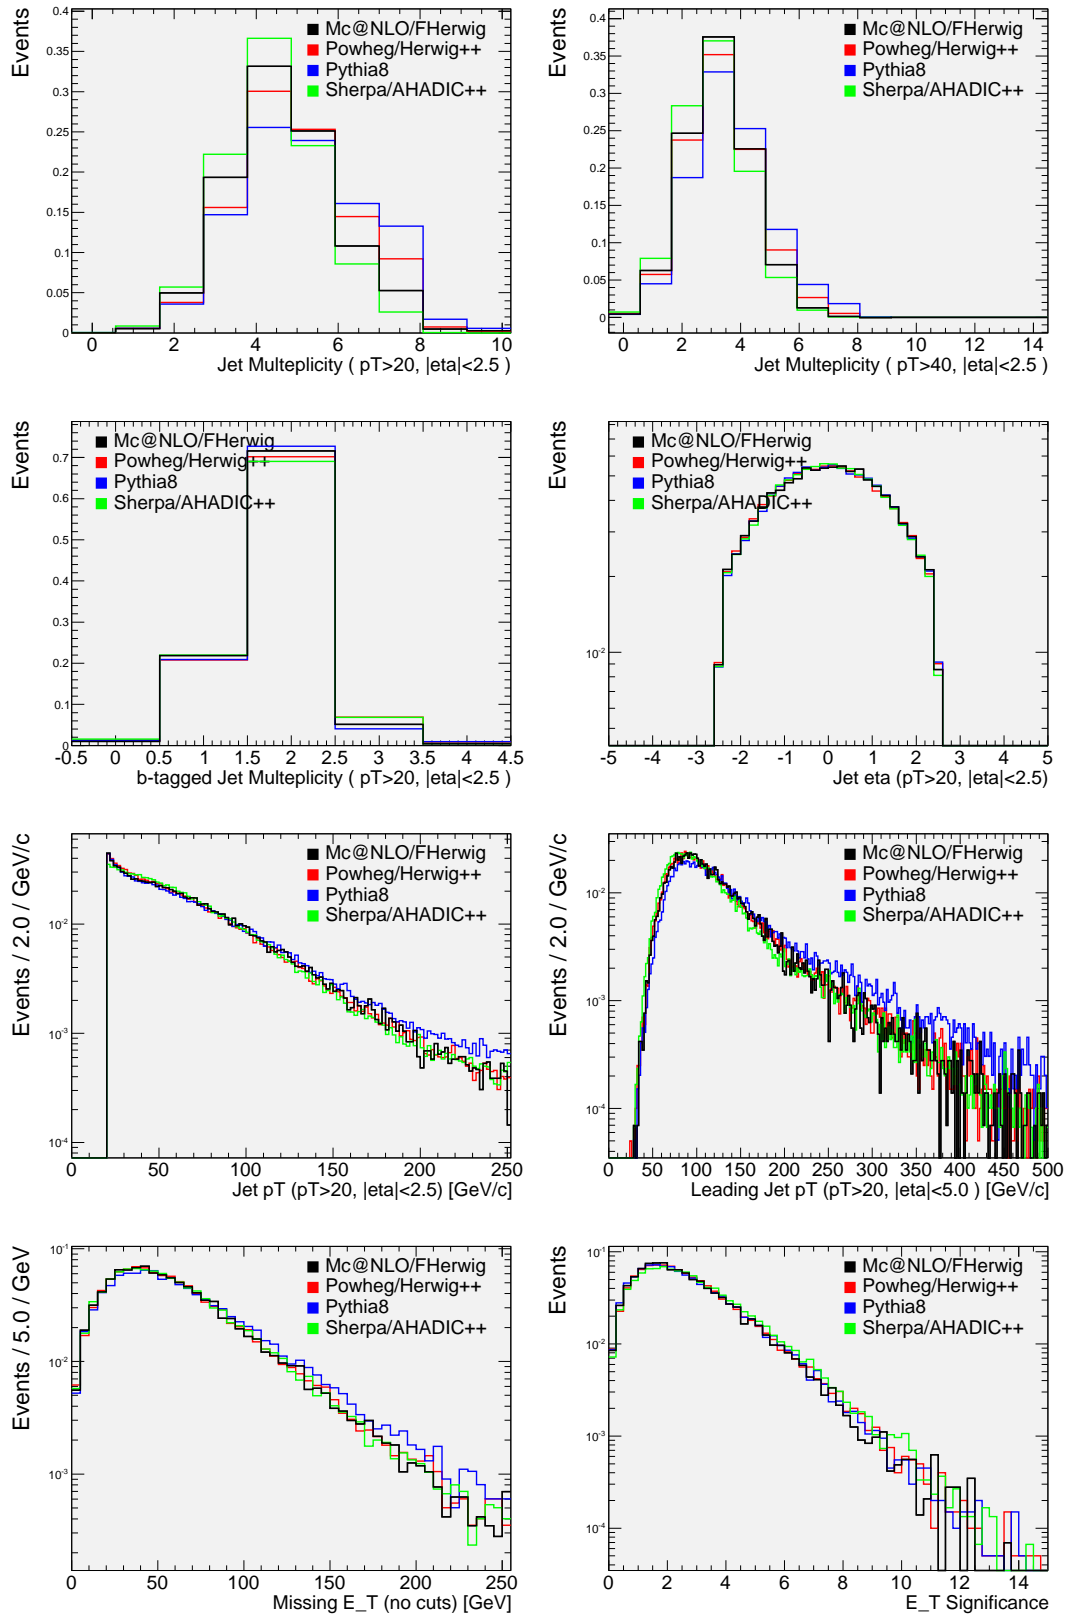 Events
0.4
0.35
0.3
0.25
0.2
0.15
0.1
0.05
0
Mc@NLO/FHerwig
Powheg/Herwig++
Pythia8
Sherpa/AHADIC++
0 2 4 6 8 10
Jet Multeplicity ( pT>20, |eta|<2.5 )
Events
0.4
0.35
0.3
0.25
0.2
0.15
0.1
0.05
0
Mc@NLO/FHerwig
Powheg/Herwig++
Pythia8
Sherpa/AHADIC++
0 2 4 6 8 10 12 14
Jet Multeplicity ( pT>40, |eta|<2.5 )
Events
0.7
0.6
0.5
0.4
0.3
0.2
0.1
0
Mc@NLO/FHerwig
Powheg/Herwig++
Pythia8
Sherpa/AHADIC++
-0.5 0 0.5 1 1.5 2 2.5 3 3.5 4 4.5
b-tagged Jet Multeplicity ( pT>20, |eta|<2.5 )
Events
10-2
Mc@NLO/FHerwig
Powheg/Herwig++
Pythia8
Sherpa/AHADIC++
-5 -4 -3 -2 -1 0 1 2 3 4 5
Jet eta (pT>20, |eta|<2.5)
Events / 2.0 / GeV/c
10-2
10-3
10-4
Mc@NLO/FHerwig
Powheg/Herwig++
Pythia8
Sherpa/AHADIC++
0 50 100 150 200 250
Jet pT (pT>20, |eta|<2.5) [GeV/c]
Events / 2.0 / GeV/c
10-2
10-3
10-4
Mc@NLO/FHerwig
Powheg/Herwig++
Pythia8
Sherpa/AHADIC++
0 50 100 150 200 250 300 350 400 450 500
Leading Jet pT (pT>20, |eta|<5.0 ) [GeV/c]
Events / 5.0 / GeV
10-1
10-2
10-3
Mc@NLO/FHerwig
Powheg/Herwig++
Pythia8
Sherpa/AHADIC++
0 50 100 150 200 250
Missing E_T (no cuts) [GeV]
Events
10-1
10-2
10-3
10-4
Mc@NLO/FHerwig
Powheg/Herwig++
Pythia8
Sherpa/AHADIC++
0 2 4 6 8 10 12 14
E_T Significance